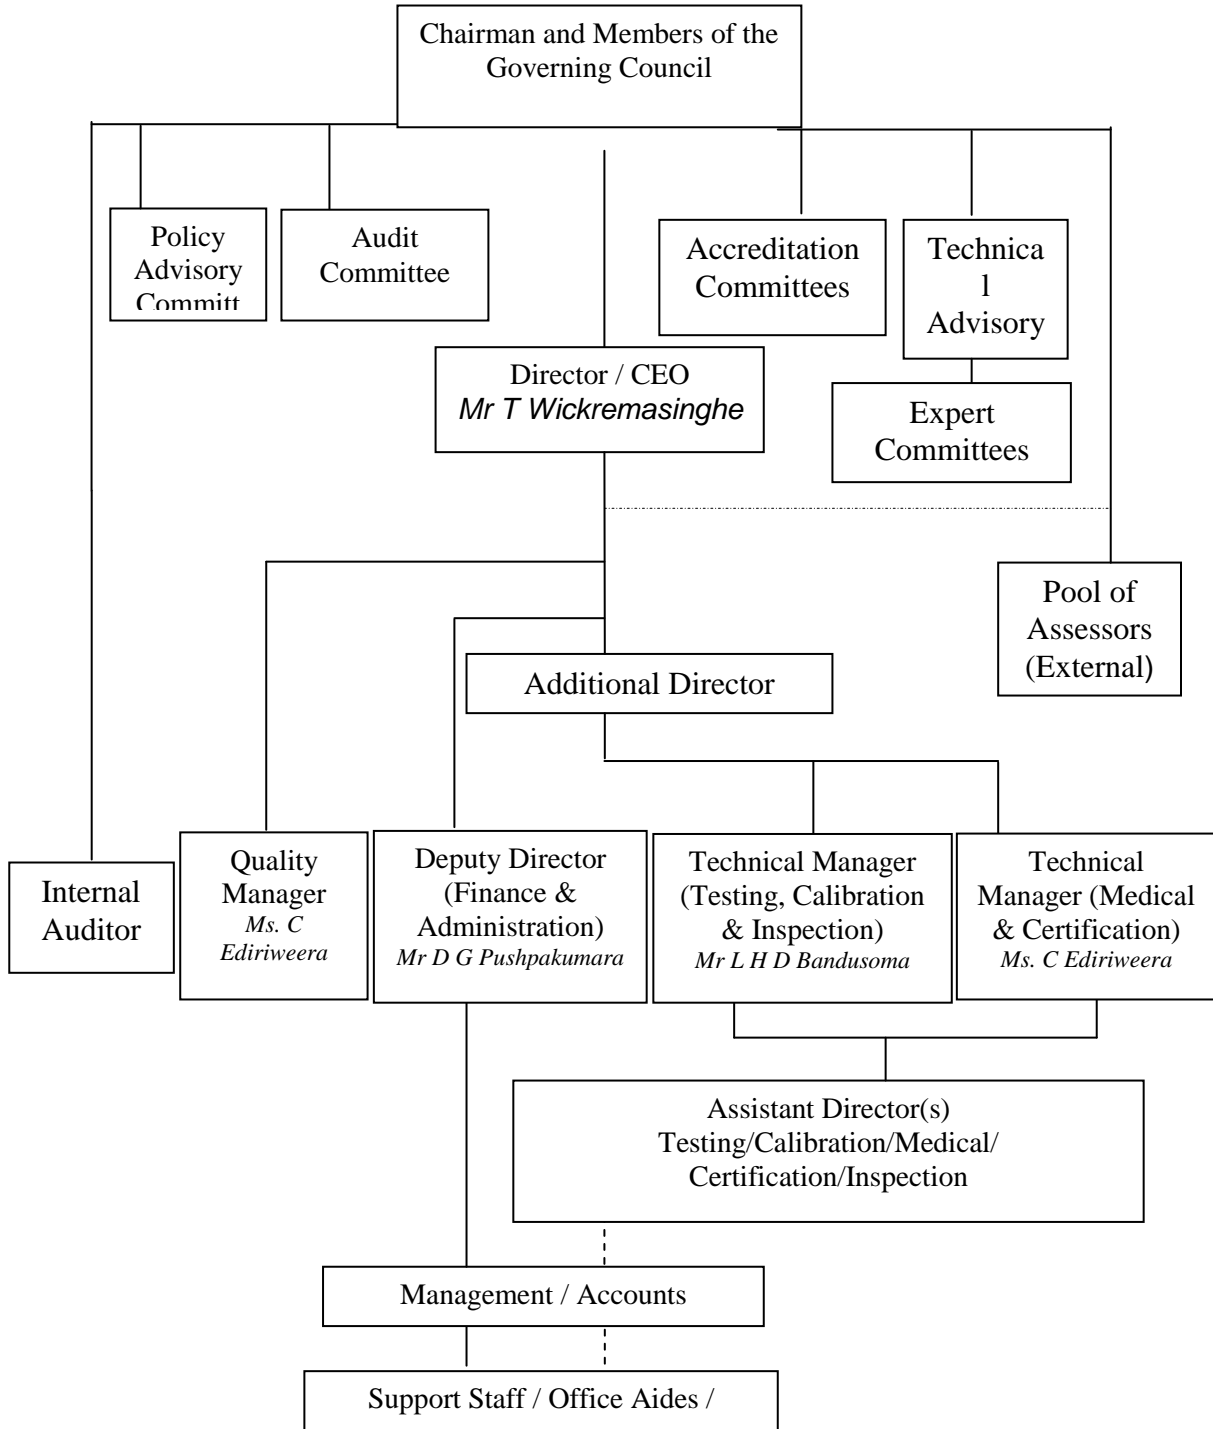 Chairman and Members of the
Governing Council
Policy
Advisory
Committ
Audit
Committee
Accreditation
Committees
Technica
l
Advisory
Director / CEO
Mr T Wickremasinghe
Expert
Committees
Pool of
Assessors
(External)
Additional Director
Internal
Auditor
Quality
Manager
Ms. C
Ediriweera
Deputy Director
(Finance &
Administration)
Mr D G Pushpakumara
Technical Manager
(Testing, Calibration
& Inspection)
Mr L H D Bandusoma
Technical
Manager (Medical
& Certification)
Ms. C Ediriweera
Assistant Director(s)
Testing/Calibration/Medical/
Certification/Inspection
Management / Accounts
Support Staff / Office Aides /